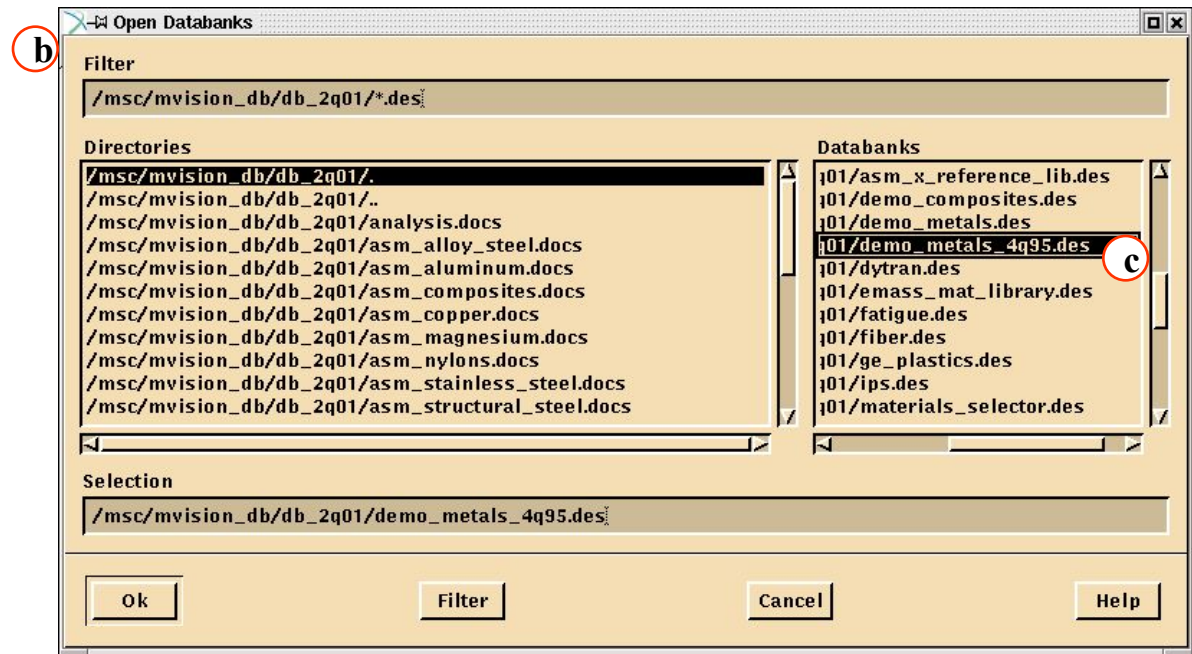 Open Databanks
b
Filter
/msc/mvision_db/db_2q01/*.des
Directories
/msc/mvision_db/db_2q01/.
/msc/mvision_db/db_2q01/..
/msc/mvision_db/db_2q01/analysis.docs
/msc/mvision_db/db_2q01/asm_alloy_steel.docs
/msc/mvision_db/db_2q01/asm_aluminum.docs
/msc/mvision_db/db_2q01/asm_composites.docs
/msc/mvision_db/db_2q01/asm_copper.docs
/msc/mvision_db/db_2q01/asm_magnesium.docs
/msc/mvision_db/db_2q01/asm_nylons.docs
/msc/mvision_db/db_2q01/asm_stainless_steel.docs
/msc/mvision_db/db_2q01/asm_structural_steel.docs
Databanks
q01/asm_x_reference_lib.des
q01/demo_composites.des
q01/demo_metals.des
q01/demo_metals_4q95.des
c
q01/dytran.des
q01/emass_mat_library.des
q01/fatigue.des
q01/fiber.des
q01/ge_plastics.des
q01/ips.des
q01/materials_selector.des
Selection
/msc/mvision_db/db_2q01/demo_metals_4q95.des
Ok
Filter
Cancel
Help